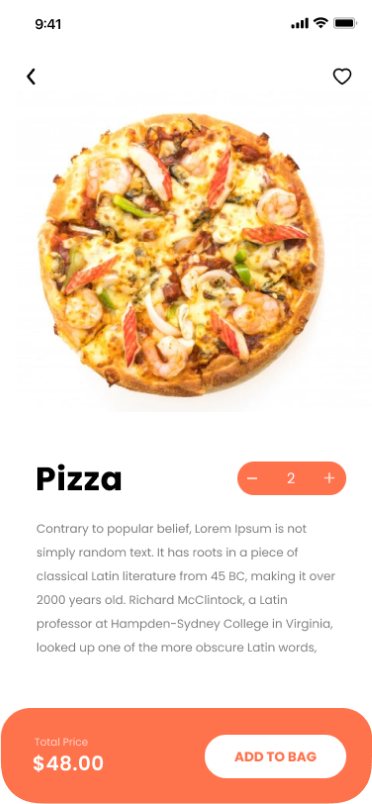 9:41
Pizza
− 2 +
Contrary to popular belief, Lorem Ipsum is not
simply random text. It has roots in a piece of
classical Latin literature from 45 BC, making it over
2000 years old. Richard McClintock, a Latin
professor at Hampden-Sydney College in Virginia,
looked up one of the more obscure Latin words,
Total Price
$48.00
ADD TO BAG